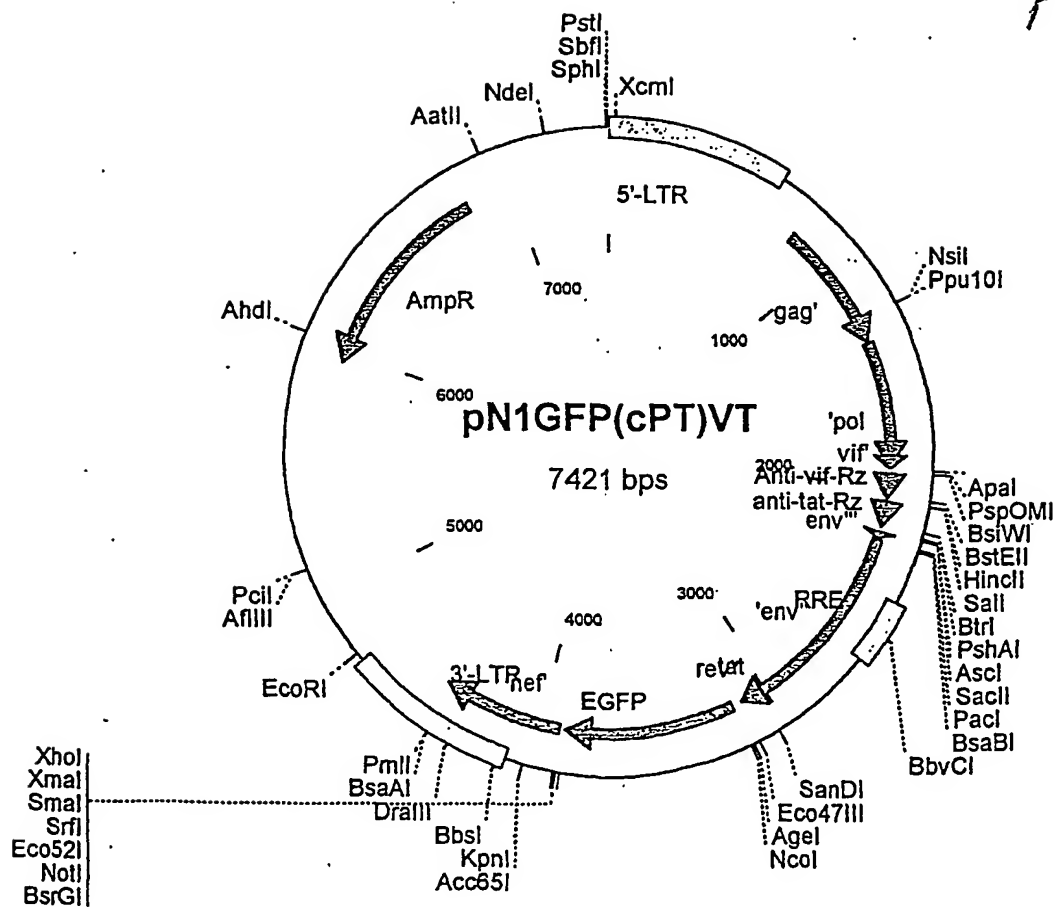 PstI
SbfI
SphI
XcmI
NdeI
AatII
5'-LTR
NsiI
Ppu10I
AmpR
7000
gag'
AhdI
1000
6000
pN1GFP(cPT)VT
'pol
7421 bps
vif'
2000
Anti-vif-Rz
anti-tat-Rz
env'''
ApaI
PspOMI
BsiWI
BstEII
HincII
SalI
BtrI
PshAI
AscI
SacII
PacI
BsaBI
BbvCI
5000
PciI
AflIII
3000
'env''
RRE
4000
EcoRI
3'-LTR
nef'
EGFP
XhoI
XmaI
SmaI
SrfI
Eco52I
NotI
BsrGI
PmlI
BsaAI
DraIII
BbsI
KpnI
Acc65I
SanDI
Eco47III
AgeI
NcoI